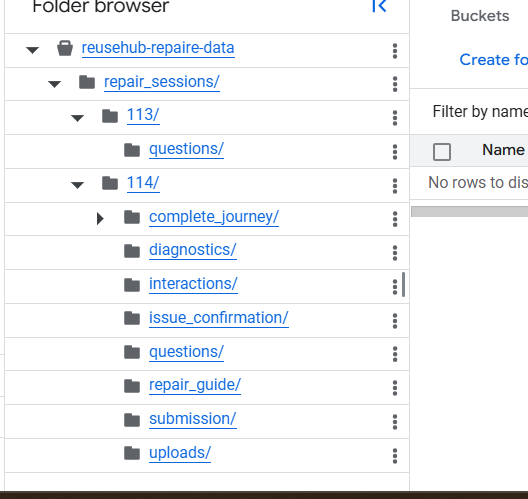 Folder browser
reusehub-repaire-data
repair_sessions/
113/
questions/
114/
complete_journey/
diagnostics/
interactions/
issue_confirmation/
questions/
repair_guide/
submission/
uploads/
Buckets
Create fo
Filter by name
Name
No rows to dis